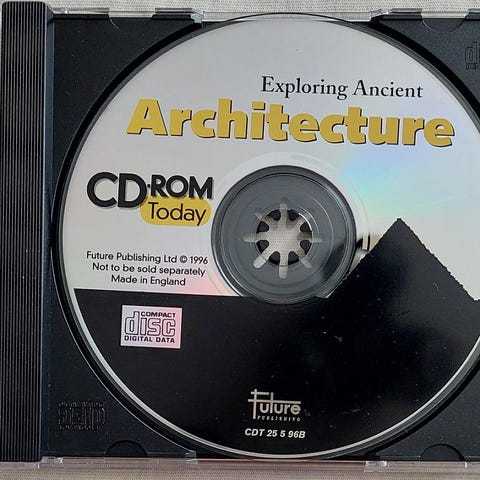 Exploring Ancient
Architecture
CD-ROM
Today
Future Publishing Ltd © 1996
Not to be sold separately
Made in England
COMPACT
disc
DIGITAL DATA
Future
PUBLISHING
CDT 25 5 96B